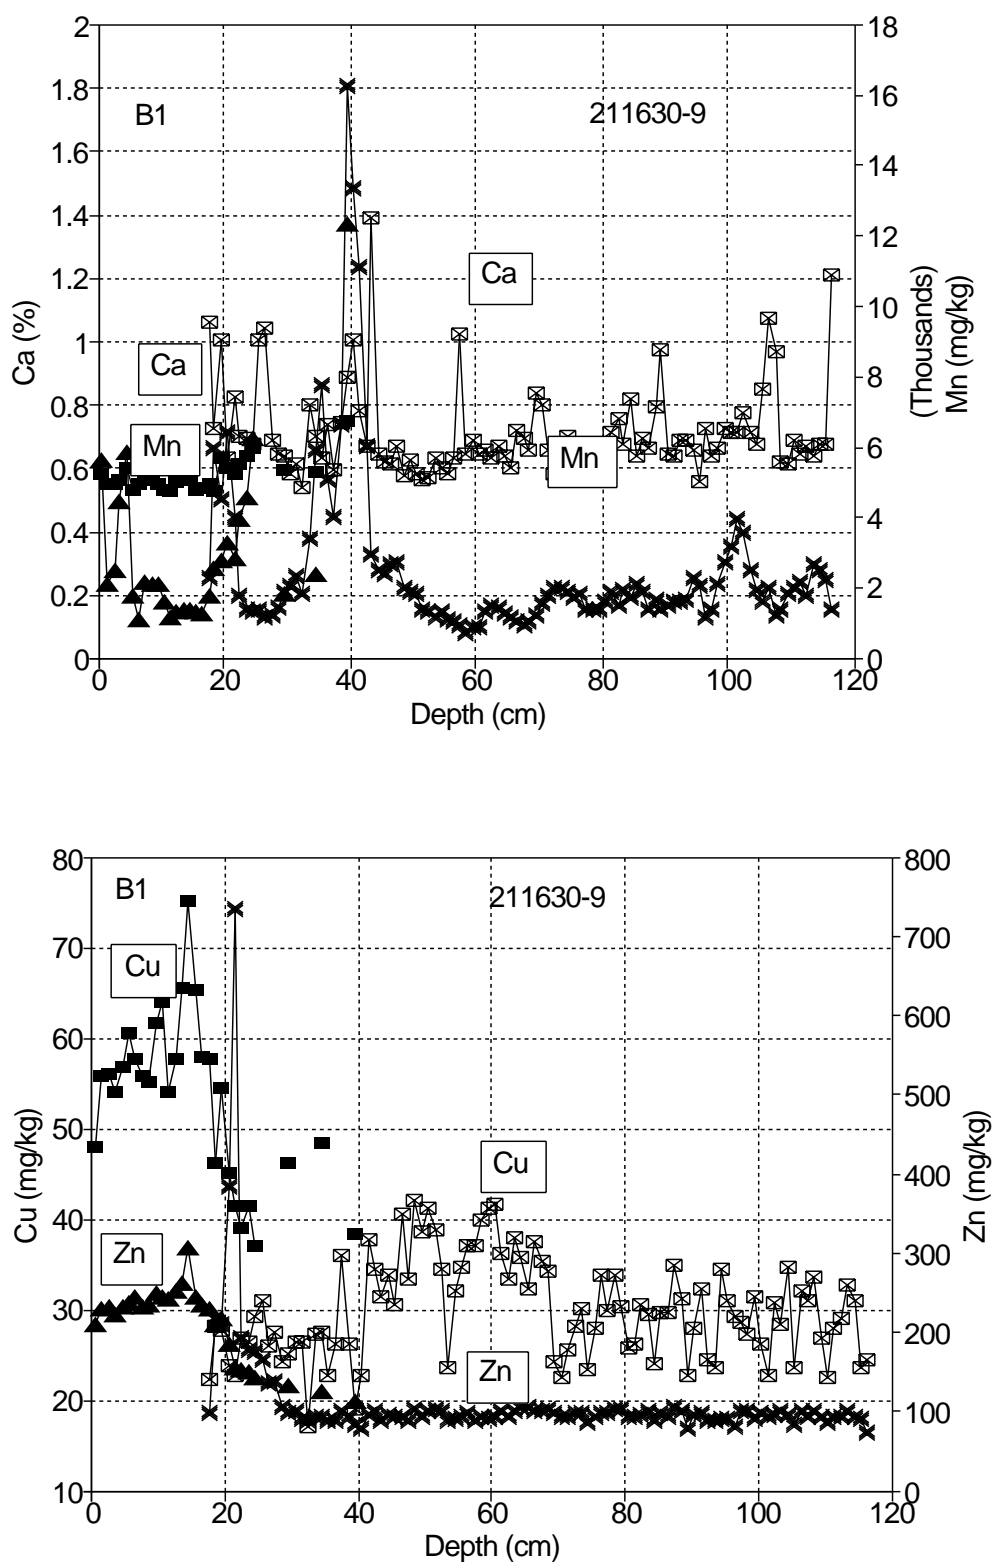 2
1.8
1.6
1.4
1.2
1
0.8
0.6
0.4
0.2
0
Ca (%)
18
16
14
12
10
8
6
4
2
0
(Thousands)
Mn (mg/kg)
B1
211630-9
Ca
Ca
Mn
Mn
0 20 40 60 80 100 120
Depth (cm)
80
70
60
50
40
30
20
10
Cu (mg/kg)
800
700
600
500
400
300
200
100
0
Zn (mg/kg)
B1
211630-9
Cu
Cu
Zn
Zn
0 20 40 60 80 100 120
Depth (cm)